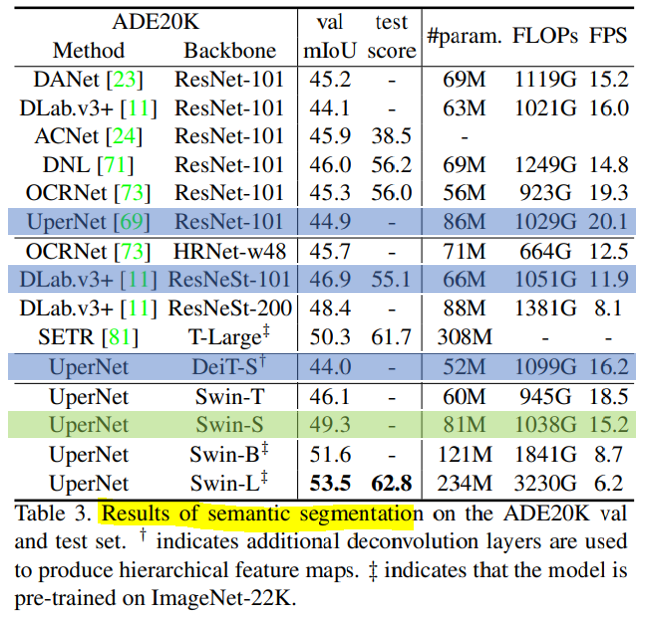 ADE20K val test #param. FLOPs FPS
Method Backbone mIoU score
DANet [23] ResNet-101 45.2 - 69M 1119G 15.2
DLab.v3+ [11] ResNet-101 44.1 - 63M 1021G 16.0
ACNet [24] ResNet-101 45.9 38.5 -
DNL [71] ResNet-101 46.0 56.2 69M 1249G 14.8
OCRNet [73] ResNet-101 45.3 56.0 56M 923G 19.3
UperNet [69] ResNet-101 44.9 - 86M 1029G 20.1
OCRNet [73] HRNet-w48 45.7 - 71M 664G 12.5
DLab.v3+ [11] ResNeSt-101 46.9 55.1 66M 1051G 11.9
DLab.v3+ [11] ResNeSt-200 48.4 - 88M 1381G 8.1
SETR [81] T-Large‡ 50.3 61.7 308M - -
UperNet DeiT-S† 44.0 - 52M 1099G 16.2
UperNet Swin-T 46.1 - 60M 945G 18.5
UperNet Swin-S 49.3 - 81M 1038G 15.2
UperNet Swin-B‡ 51.6 - 121M 1841G 8.7
UperNet Swin-L‡ 53.5 62.8 234M 3230G 6.2
Table 3. Results of semantic segmentation on the ADE20K val
and test set. † indicates additional deconvolution layers are used
to produce hierarchical feature maps. ‡ indicates that the model is
pre-trained on ImageNet-22K.